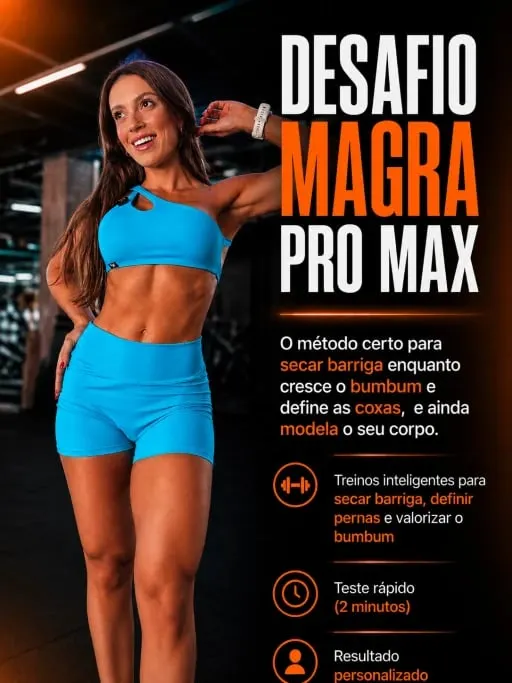 DESAFIO
MAGRA
PRO MAX
O método certo para
secar barriga enquanto
cresce o bumbum e
define as coxas, e ainda
modela o seu corpo.
Treinos inteligentes para
secar barriga, definir
pernas e valorizar o
bumbum
Teste rápido
(2 minutos)
Resultado
personalizado